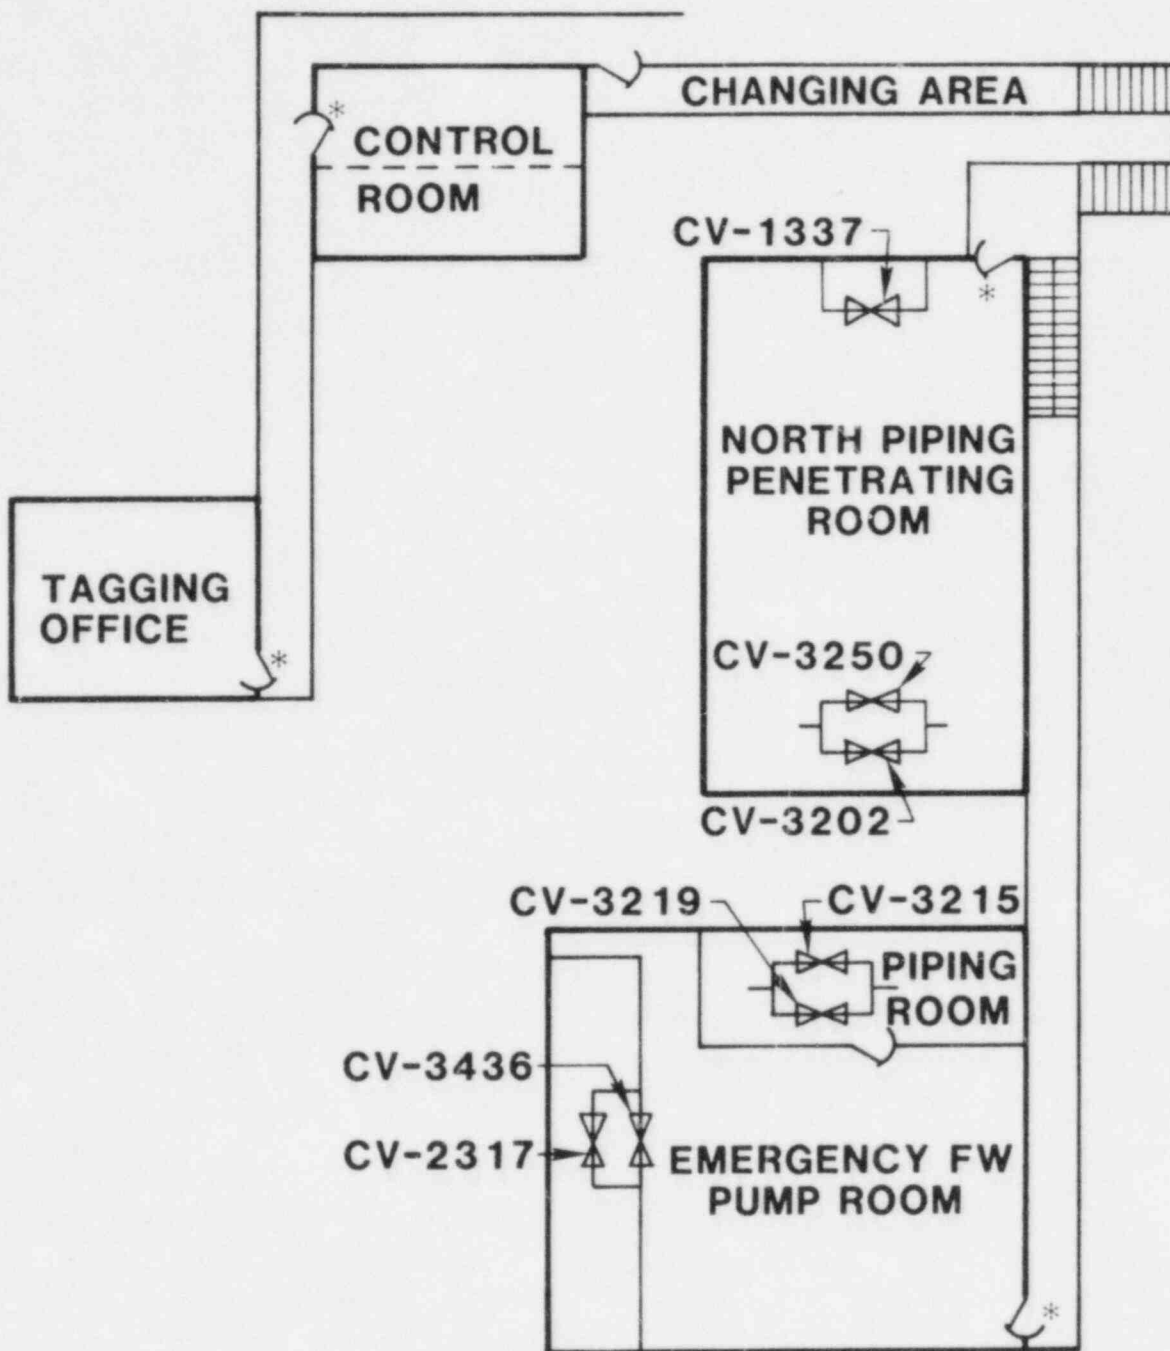 CHANGING AREA
*
CONTROL
ROOM
CV-1337
*
NORTH PIPING
PENETRATING
ROOM
TAGGING
OFFICE
*
CV-3250
CV-3202
CV-3219
CV-3215
PIPING
ROOM
CV-3436
CV-2317
EMERGENCY FW
PUMP ROOM
*